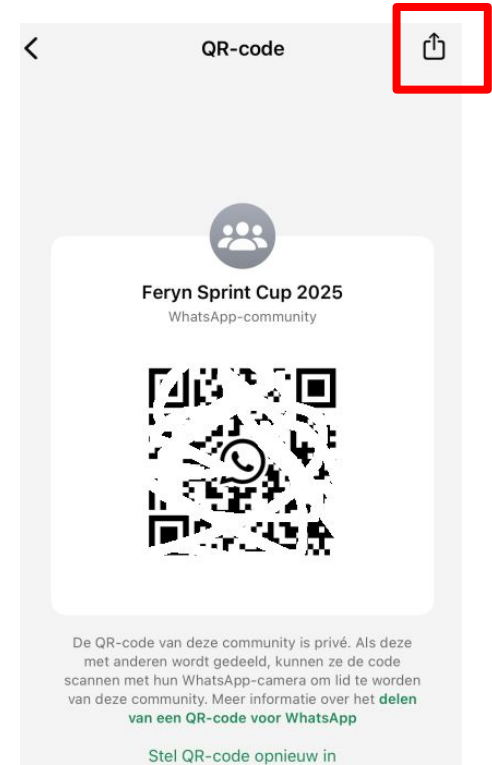 QR-code
Feryn Sprint Cup 2025
WhatsApp-community
De QR-code van deze community is privé. Als deze
met anderen wordt gedeeld, kunnen ze de code
scannen met hun WhatsApp-camera om lid te worden
van deze community. Meer informatie over het delen
van een QR-code voor WhatsApp
Stel QR-code opnieuw in